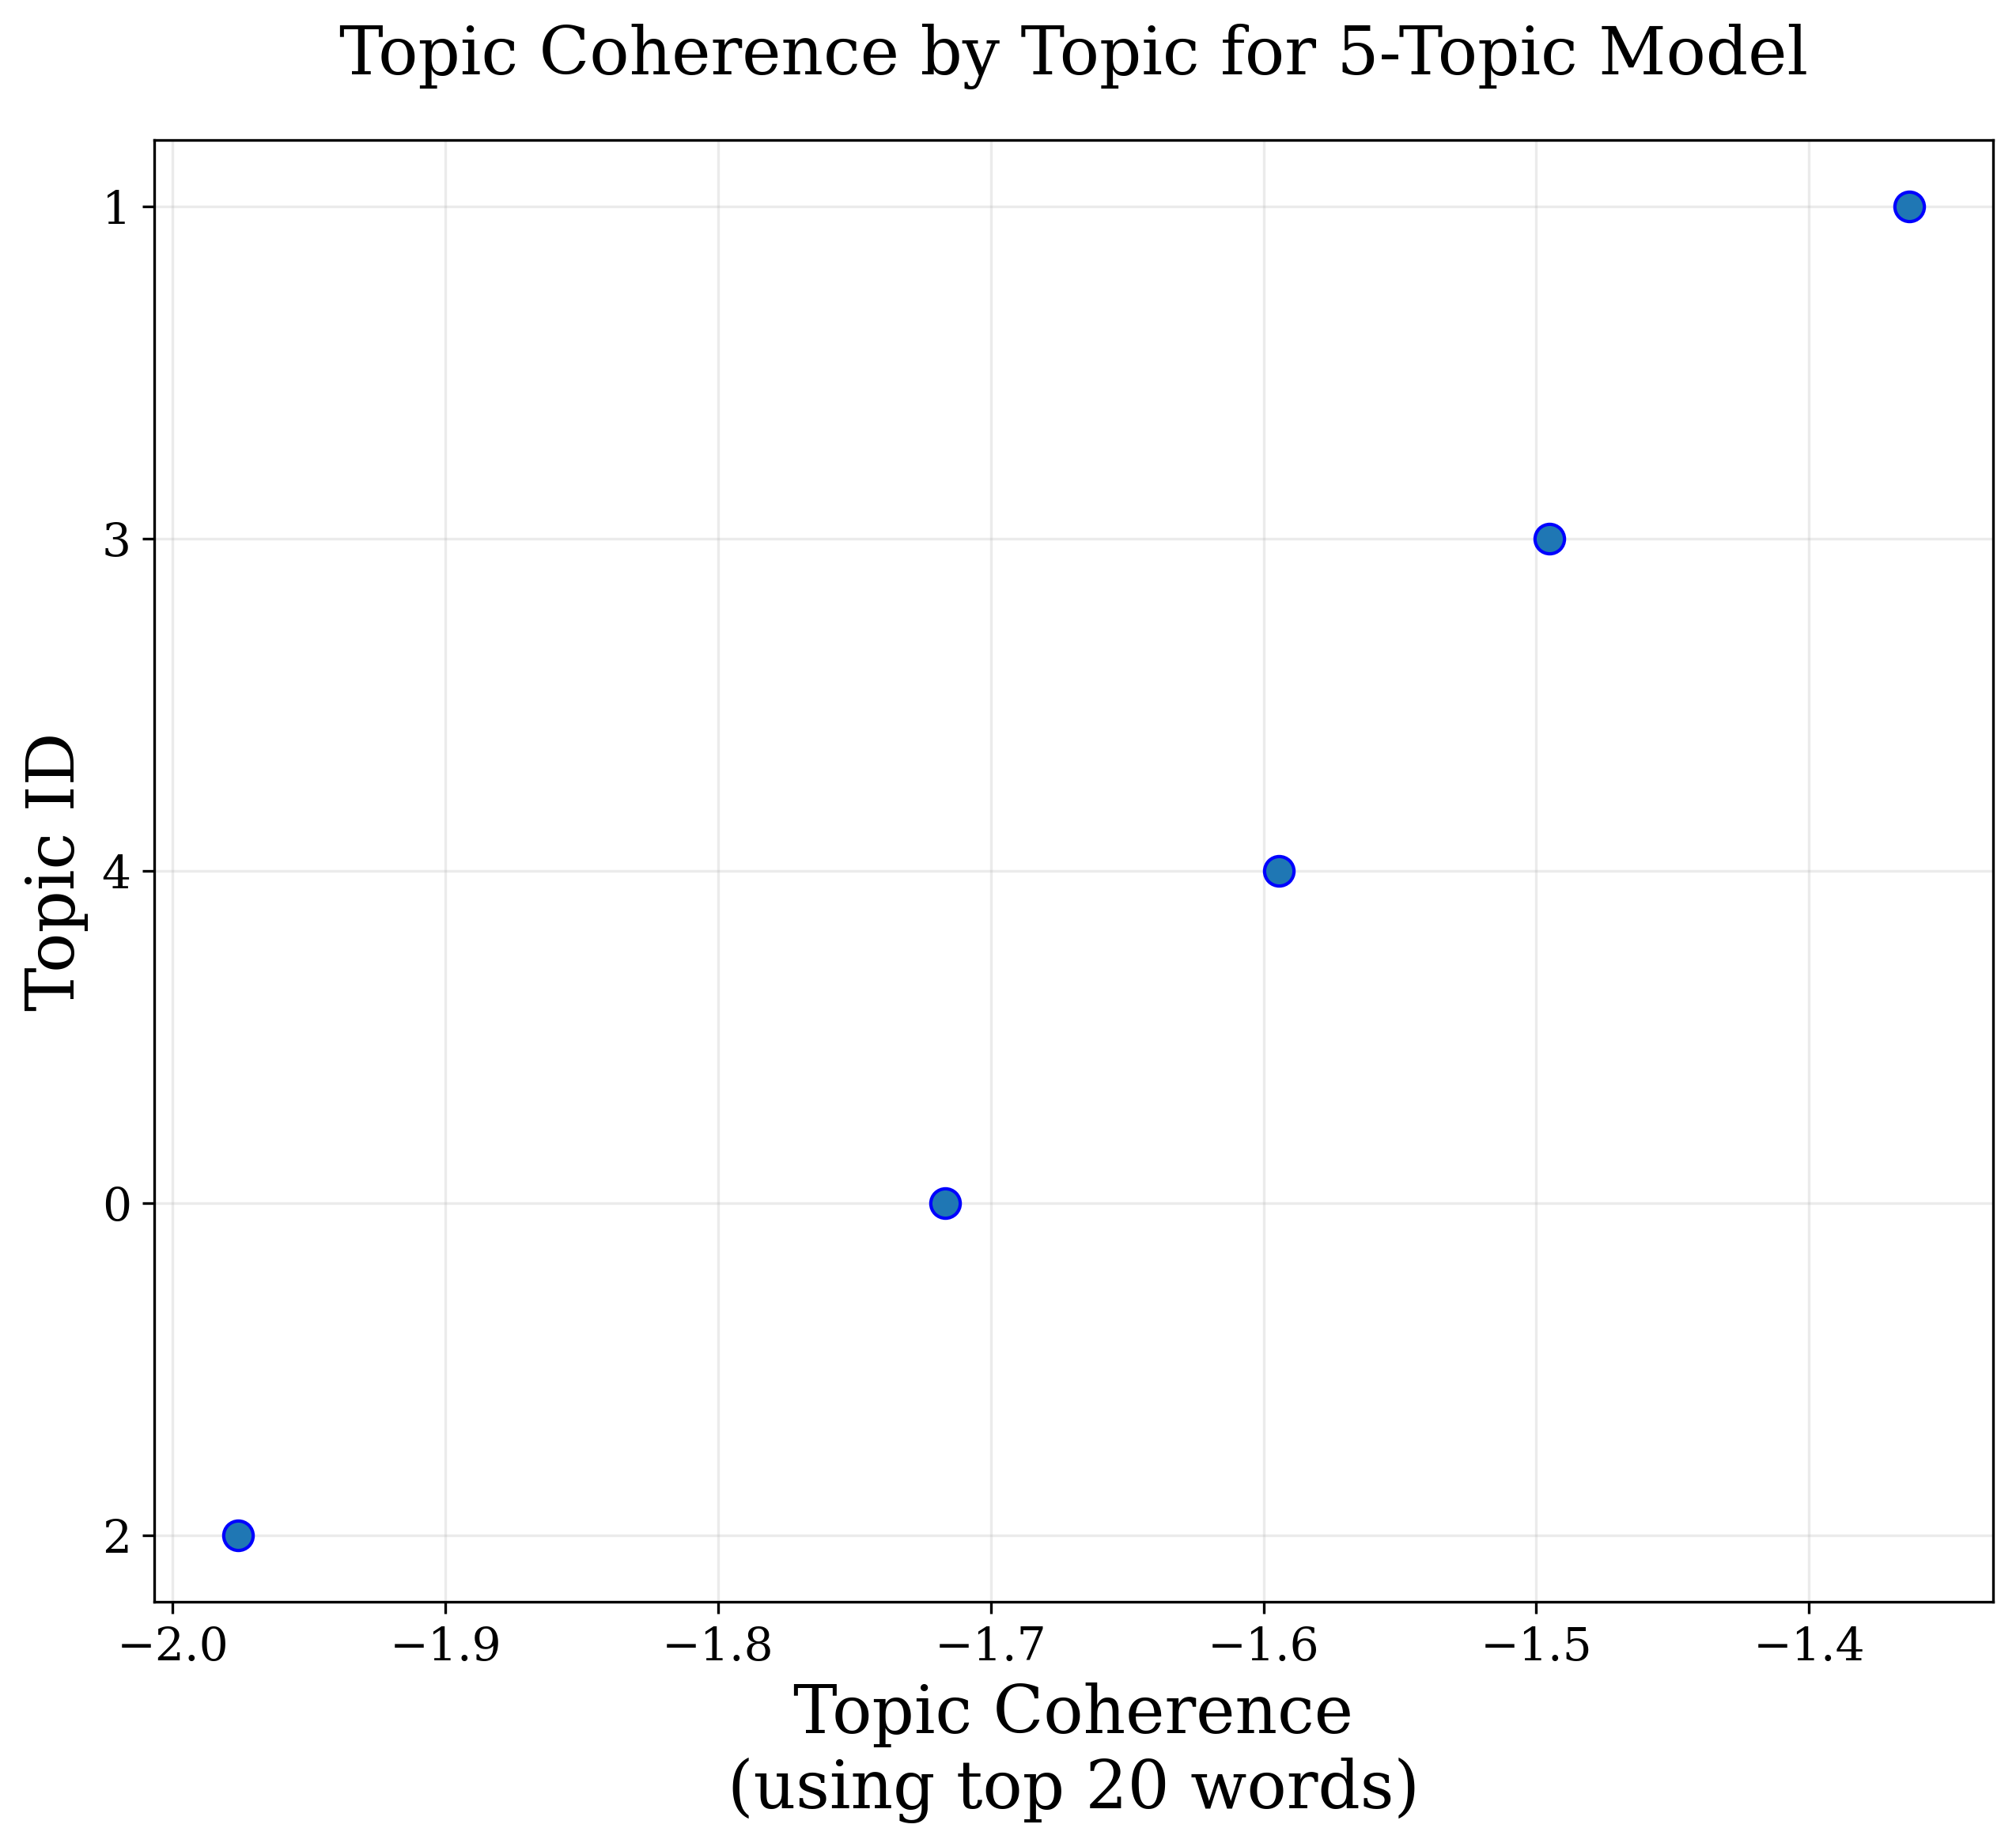 Topic Coherence by Topic for 5-Topic Model
Topic ID
1
3
4
0
2
−2.0 −1.9 −1.8 −1.7 −1.6 −1.5 −1.4
Topic Coherence
(using top 20 words)